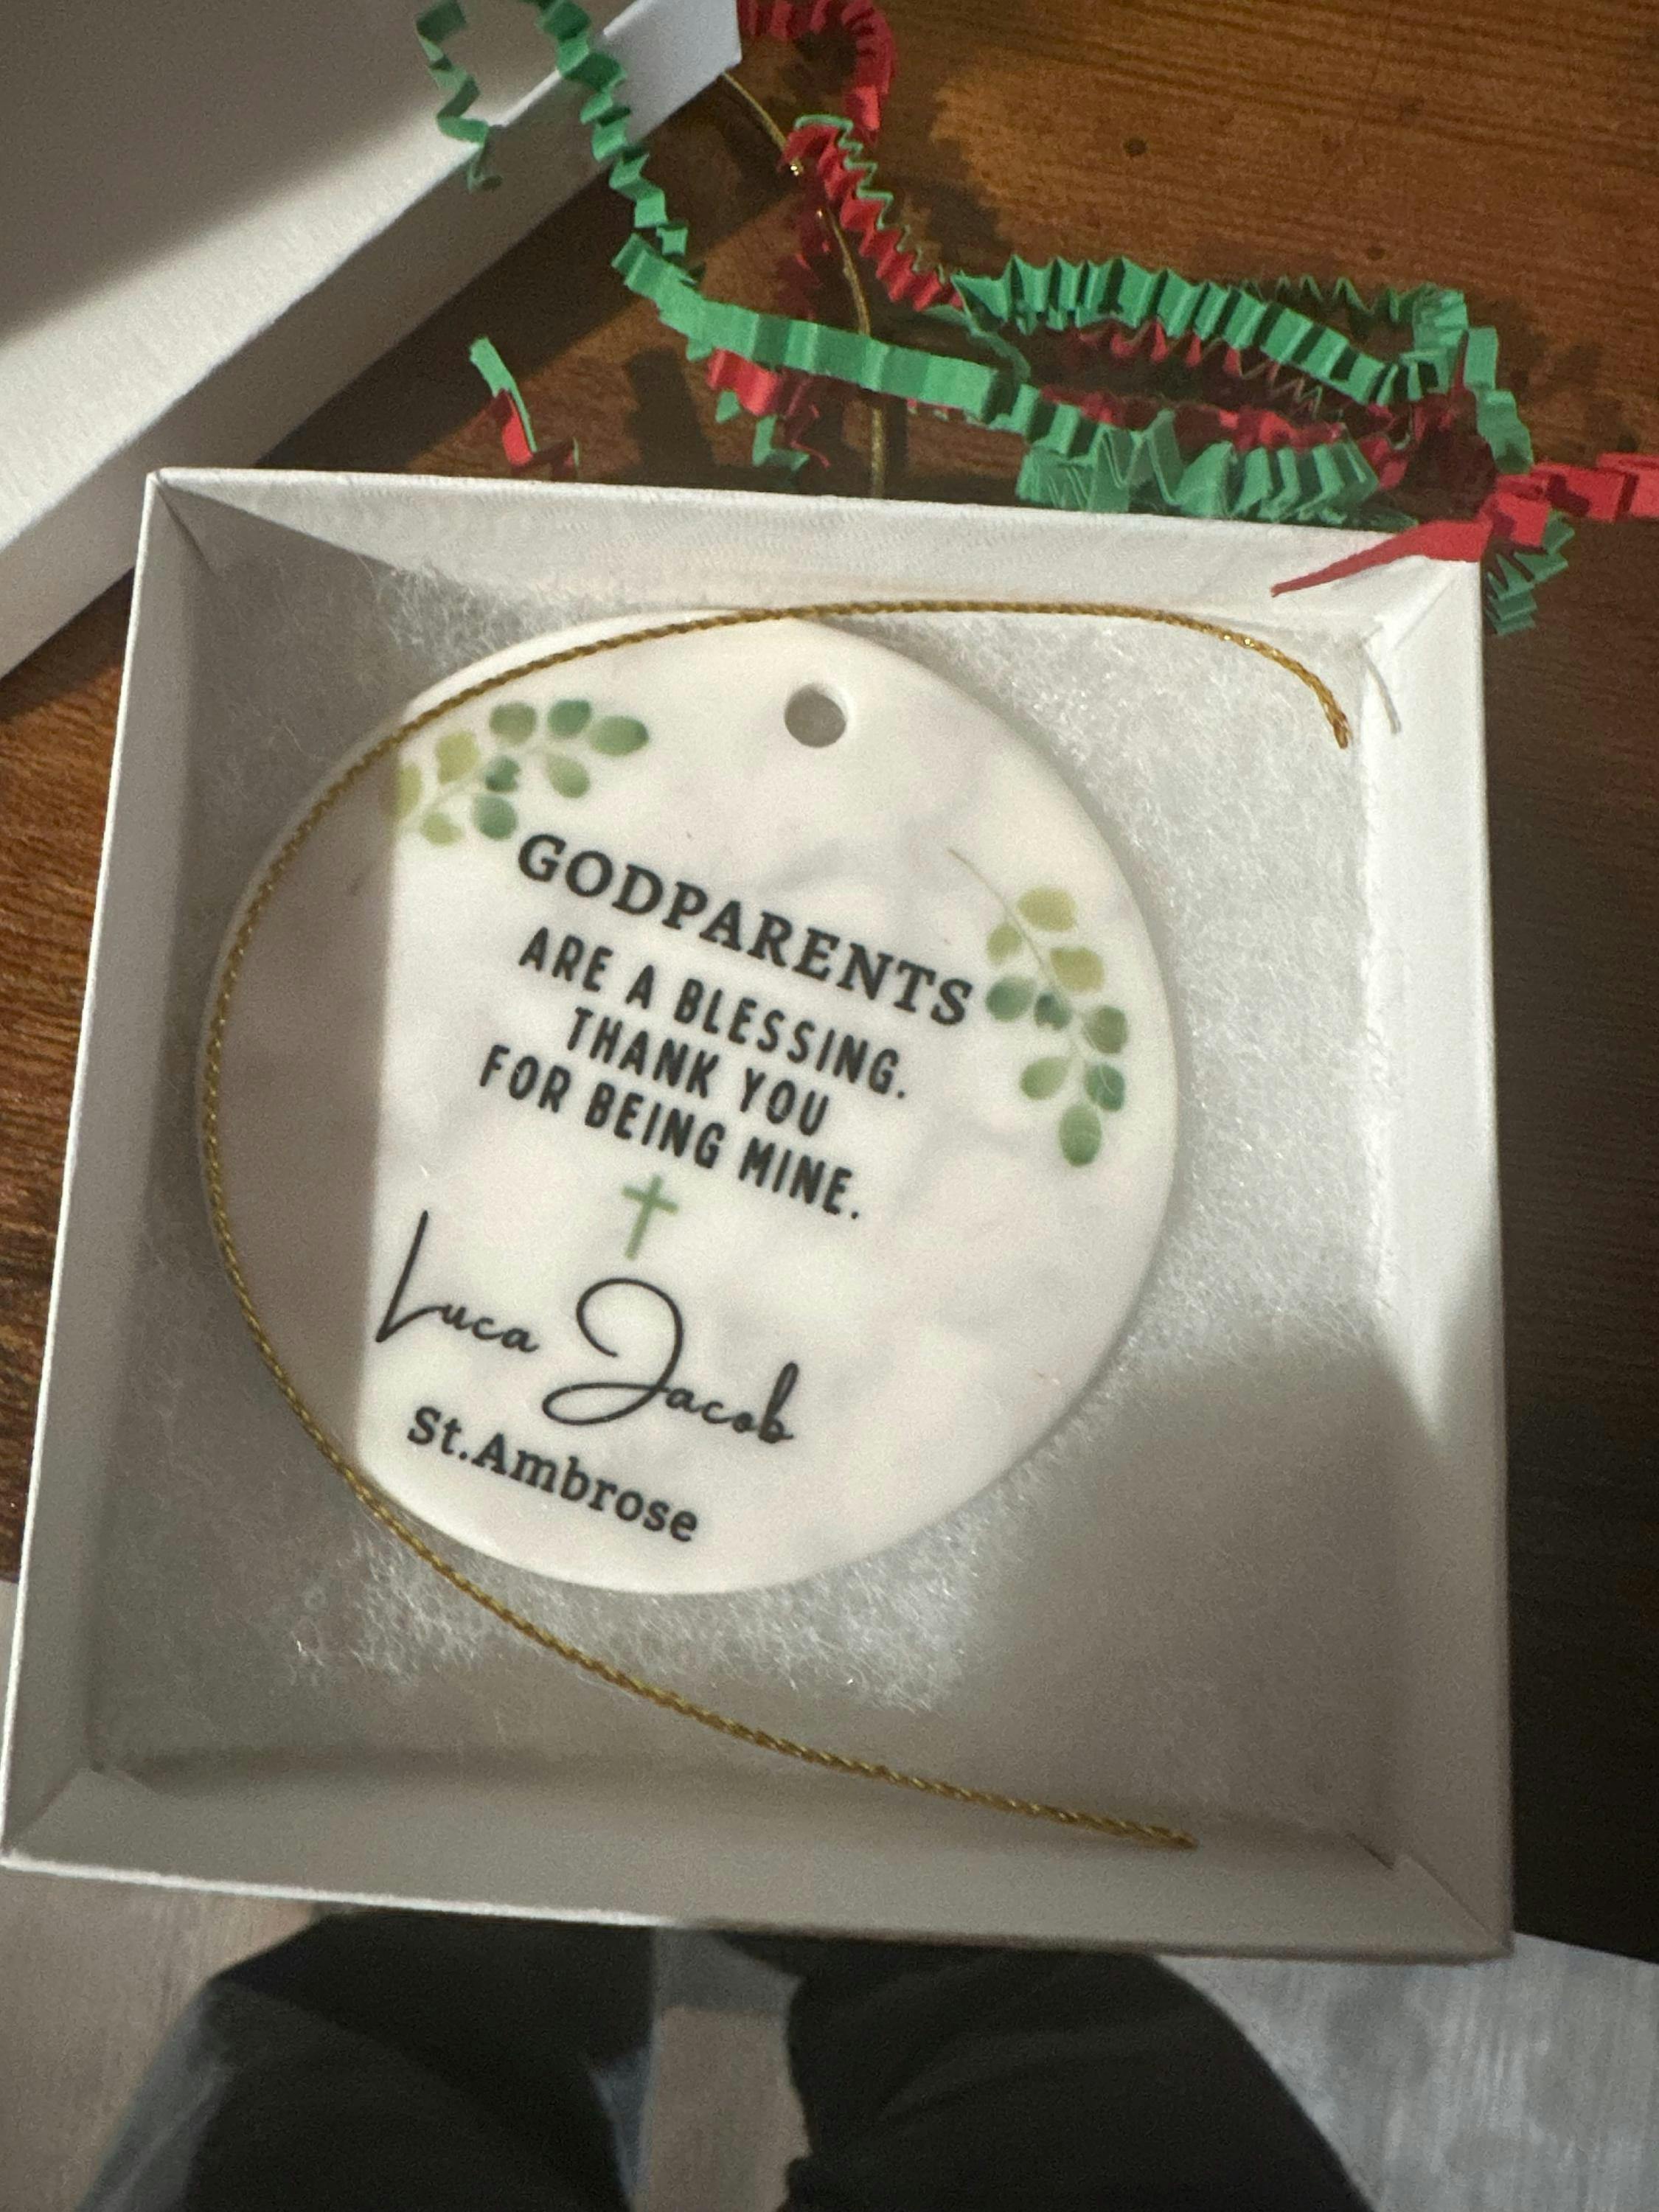 GODPARENTS
ARE A BLESSING.
THANK YOU
FOR BEING MINE.
Luca Jacob
St.Ambrose